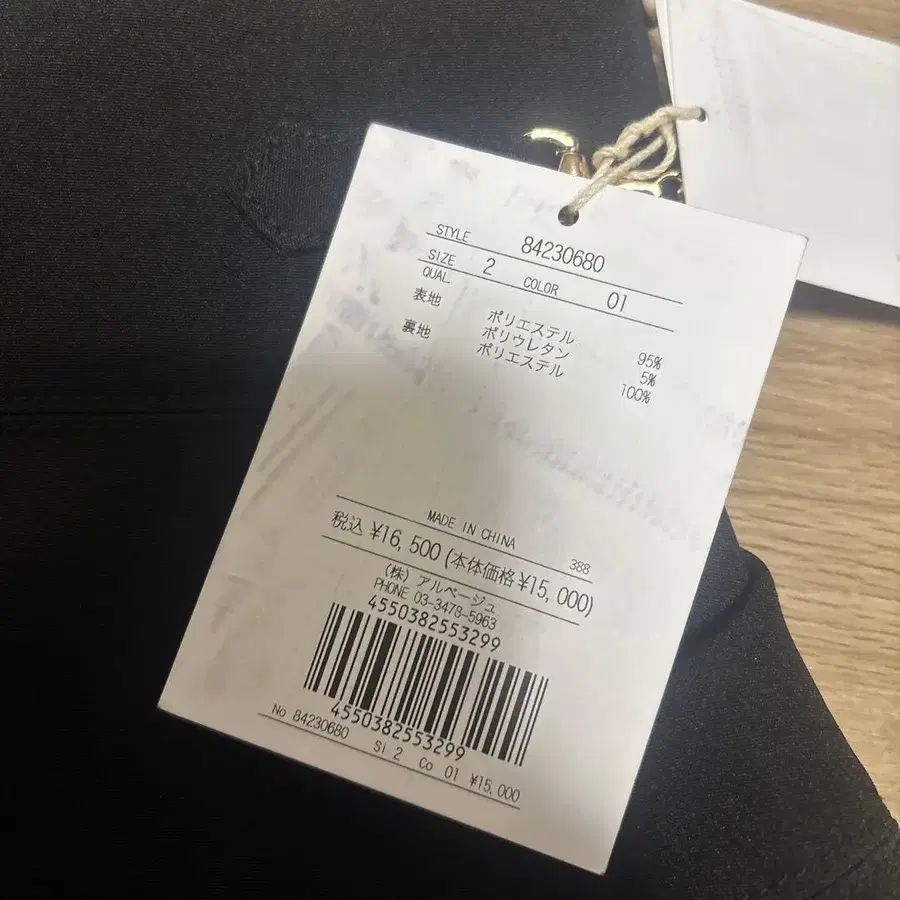 STYLE 84230680
SIZE 2 COLOR 01
QUAL.
表地 ポリエステル 95%
ポリウレタン 5%
裏地 ポリエステル 100%
MADE IN CHINA 388
税込 ¥16,500 (本体価格 ¥15,000)
(株) アルページュ
PHONE 03-3478-5963
4550382553299
4550382553299
No 84230680 Si 2 Co 01 ¥15,000